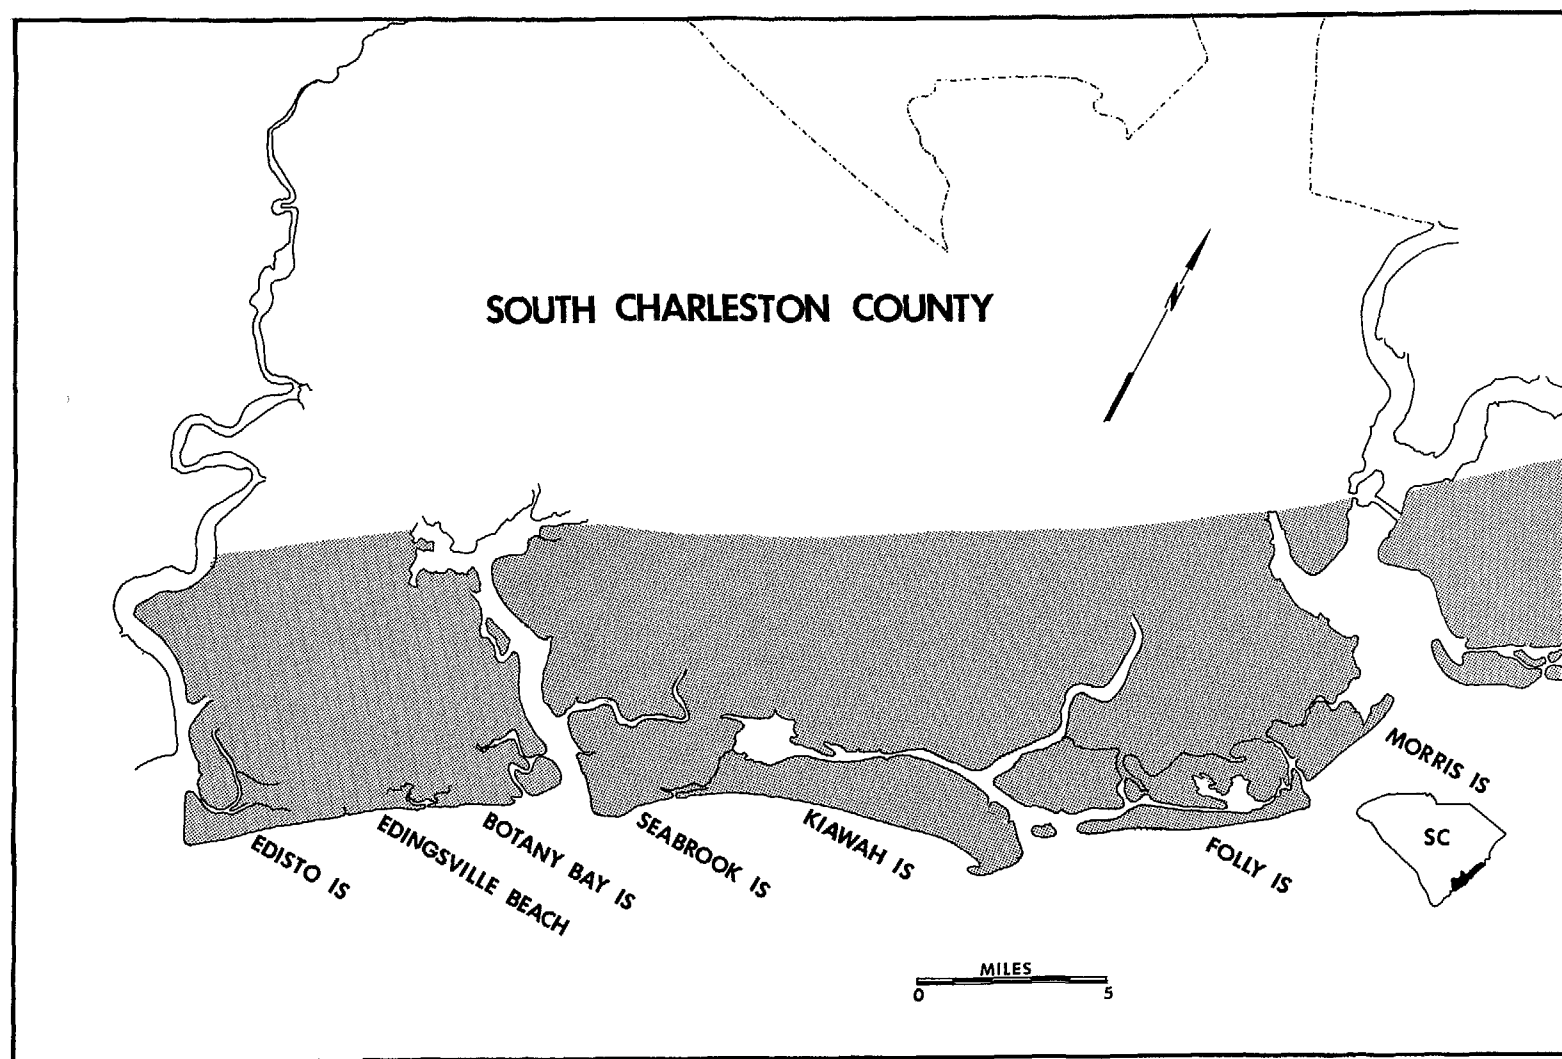 SOUTH CHARLESTON COUNTY
N
MORRIS IS
SC
EDISTO IS
EDINGSVILLE BEACH
BOTANY BAY IS
SEABROOK IS
KIAWAH IS
FOLLY IS
MILES
0 5